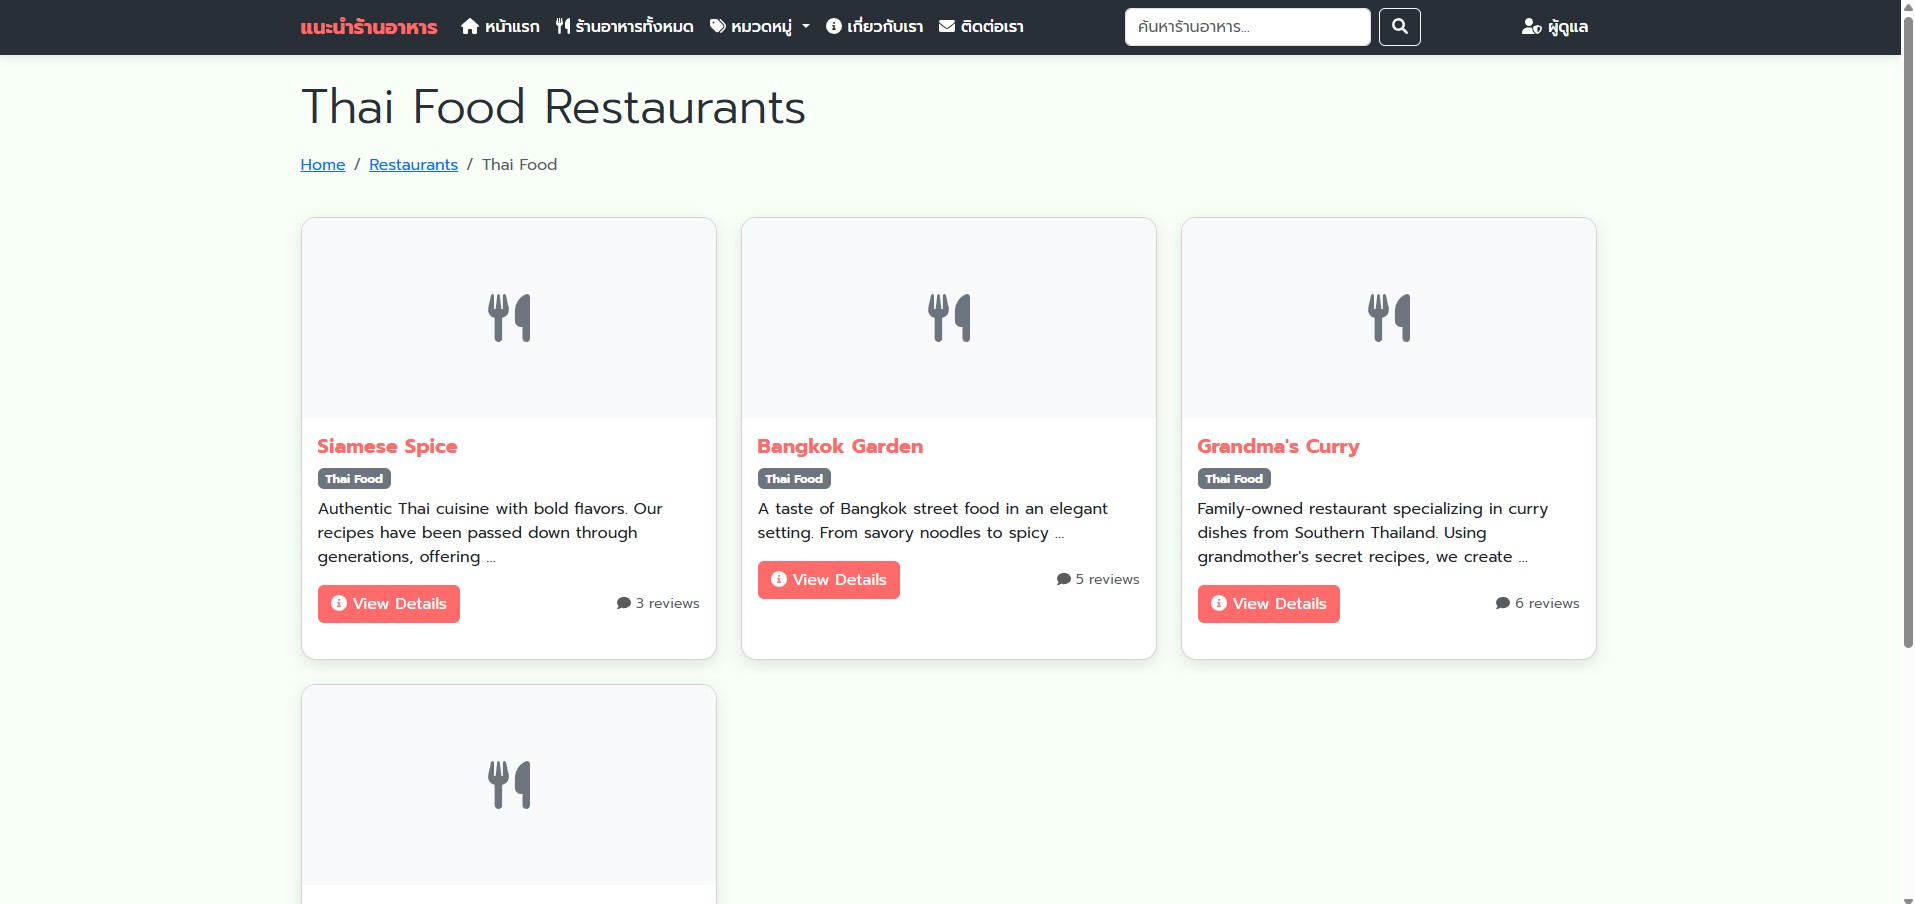 แนะนำร้านอาหาร หน้าแรก ร้านอาหารทั้งหมด หมวดหมู่ เกี่ยวกับเรา ติดต่อเรา ค้นหาร้านอาหาร... ผู้ดูแล
Thai Food Restaurants
Home / Restaurants / Thai Food
Siamese Spice
Thai Food
Authentic Thai cuisine with bold flavors. Our
recipes have been passed down through
generations, offering ...
View Details 3 reviews
Bangkok Garden
Thai Food
A taste of Bangkok street food in an elegant
setting. From savory noodles to spicy ...
View Details 5 reviews
Grandma's Curry
Thai Food
Family-owned restaurant specializing in curry
dishes from Southern Thailand. Using
grandmother's secret recipes, we create ...
View Details 6 reviews